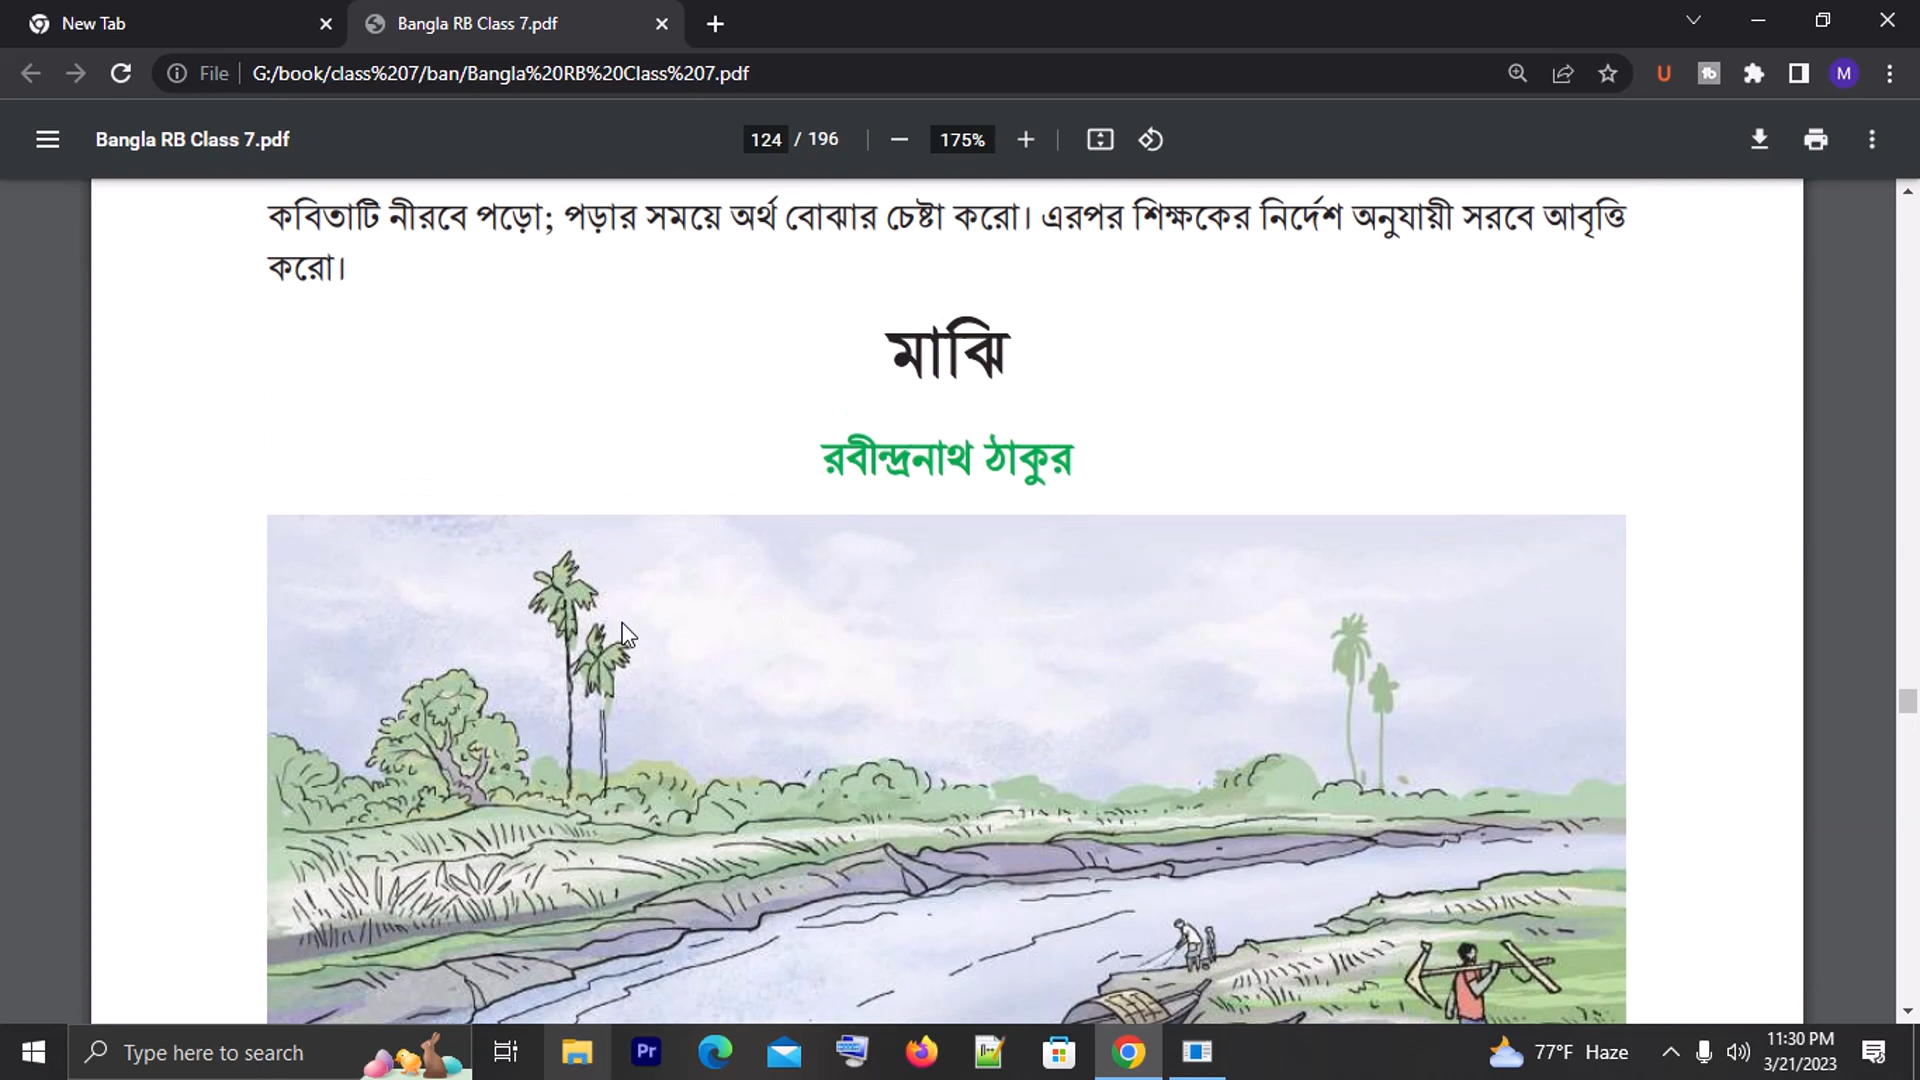 New Tab
Bangla RB Class 7.pdf
File G:/book/class%207/ban/Bangla%20RB%20Class%207.pdf
U
M
Bangla RB Class 7.pdf
124 / 196
175%
কবিতাটি নীরবে পড়ো; পড়ার সময়ে অর্থ বোঝার চেষ্টা করো। এরপর শিক্ষকের নির্দেশ অনুযায়ী সরবে আবৃত্তি
করো।
মাঝি
রবীন্দ্রনাথ ঠাকুর
Type here to search
Pr
77°F Haze
11:30 PM
3/21/2023